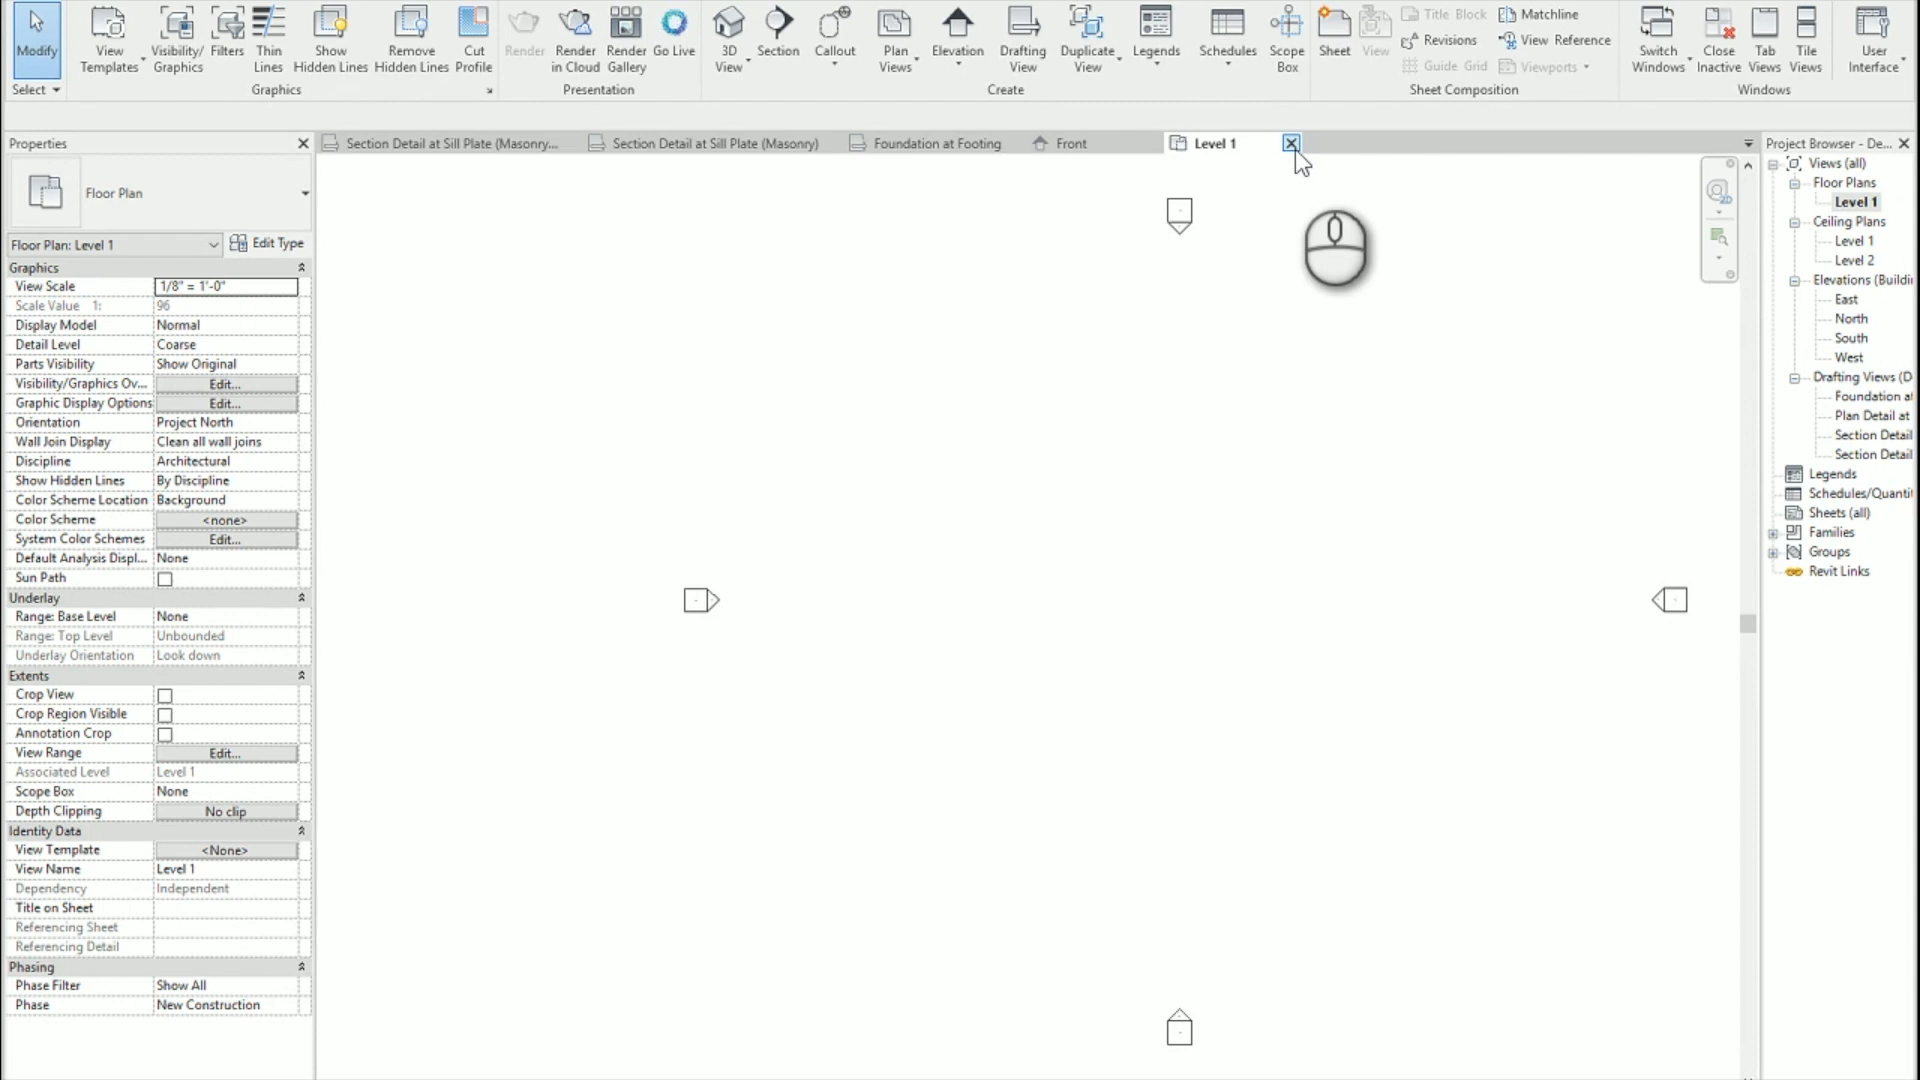 Modify
View Templates
Visibility/ Graphics
Filters
Thin Lines
Show Hidden Lines
Remove Hidden Lines
Cut Profile
Render
Render in Cloud
Render Gallery
Go Live
3D View
Section
Callout
Plan Views
Elevation
Drafting View
Duplicate View
Legends
Schedules
Scope Box
Sheet
View
Title Block
Revisions
Guide Grid
Matchline
View Reference
Viewports
Switch Windows
Close Inactive
Tab Views
Tile Views
User Interface
Select
Graphics
Presentation
Create
Sheet Composition
Windows
Properties
Section Detail at Sill Plate (Masonry...
Section Detail at Sill Plate (Masonry)
Foundation at Footing
Front
Level 1
Project Browser - De...
Floor Plan
Floor Plan: Level 1
Edit Type
Graphics
View Scale 1/8" = 1'-0"
Scale Value 1: 96
Display Model Normal
Detail Level Coarse
Parts Visibility Show Original
Visibility/Graphics Ov... Edit...
Graphic Display Options Edit...
Orientation Project North
Wall Join Display Clean all wall joins
Discipline Architectural
Show Hidden Lines By Discipline
Color Scheme Location Background
Color Scheme <none>
System Color Schemes Edit...
Default Analysis Displ... None
Sun Path
Underlay
Range: Base Level None
Range: Top Level Unbounded
Underlay Orientation Look down
Extents
Crop View
Crop Region Visible
Annotation Crop
View Range Edit...
Associated Level Level 1
Scope Box None
Depth Clipping No clip
Identity Data
View Template <None>
View Name Level 1
Dependency Independent
Title on Sheet
Referencing Sheet
Referencing Detail
Phasing
Phase Filter Show All
Phase New Construction
2D
Views (all)
Floor Plans
Level 1
Ceiling Plans
Level 1
Level 2
Elevations (Buildi
East
North
South
West
Drafting Views (D
Foundation at
Plan Detail at
Section Detail
Section Detail
Legends
Schedules/Quantit
Sheets (all)
Families
Groups
Revit Links